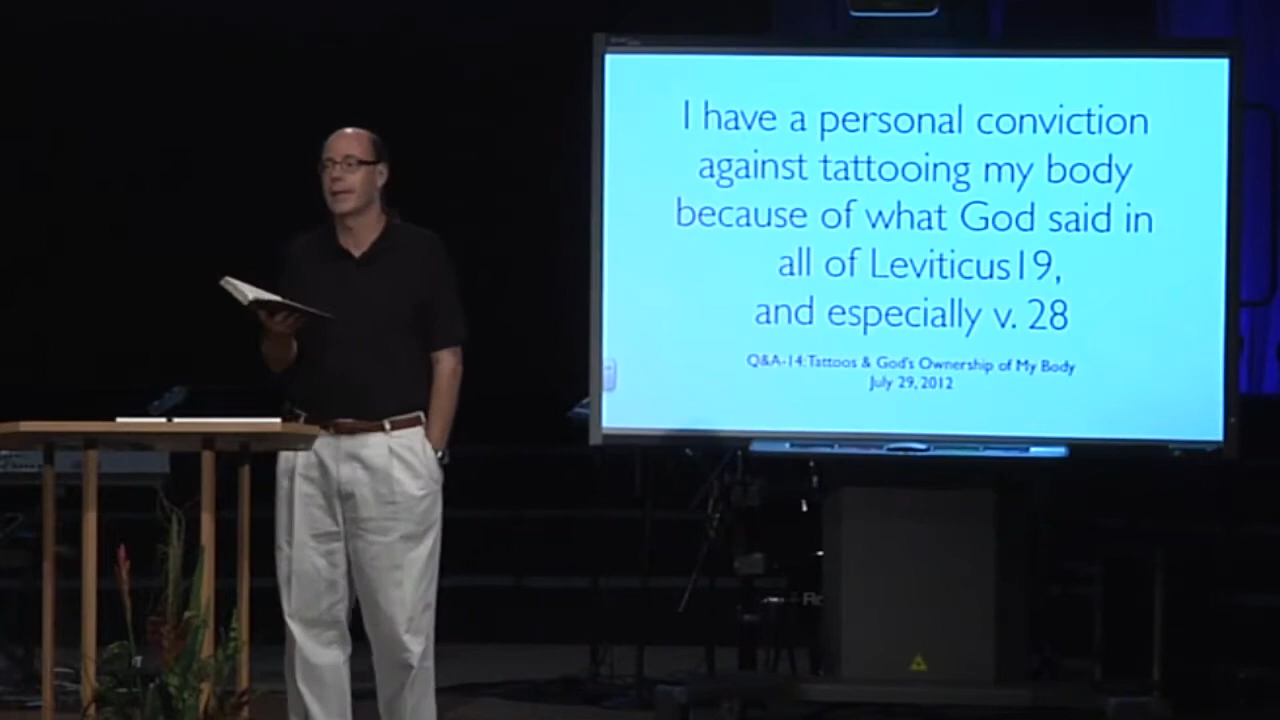 I have a personal conviction
against tattooing my body
because of what God said in
all of Leviticus19,
and especially v. 28
Q&A-14: Tattoos & God's Ownership of My Body
July 29, 2012